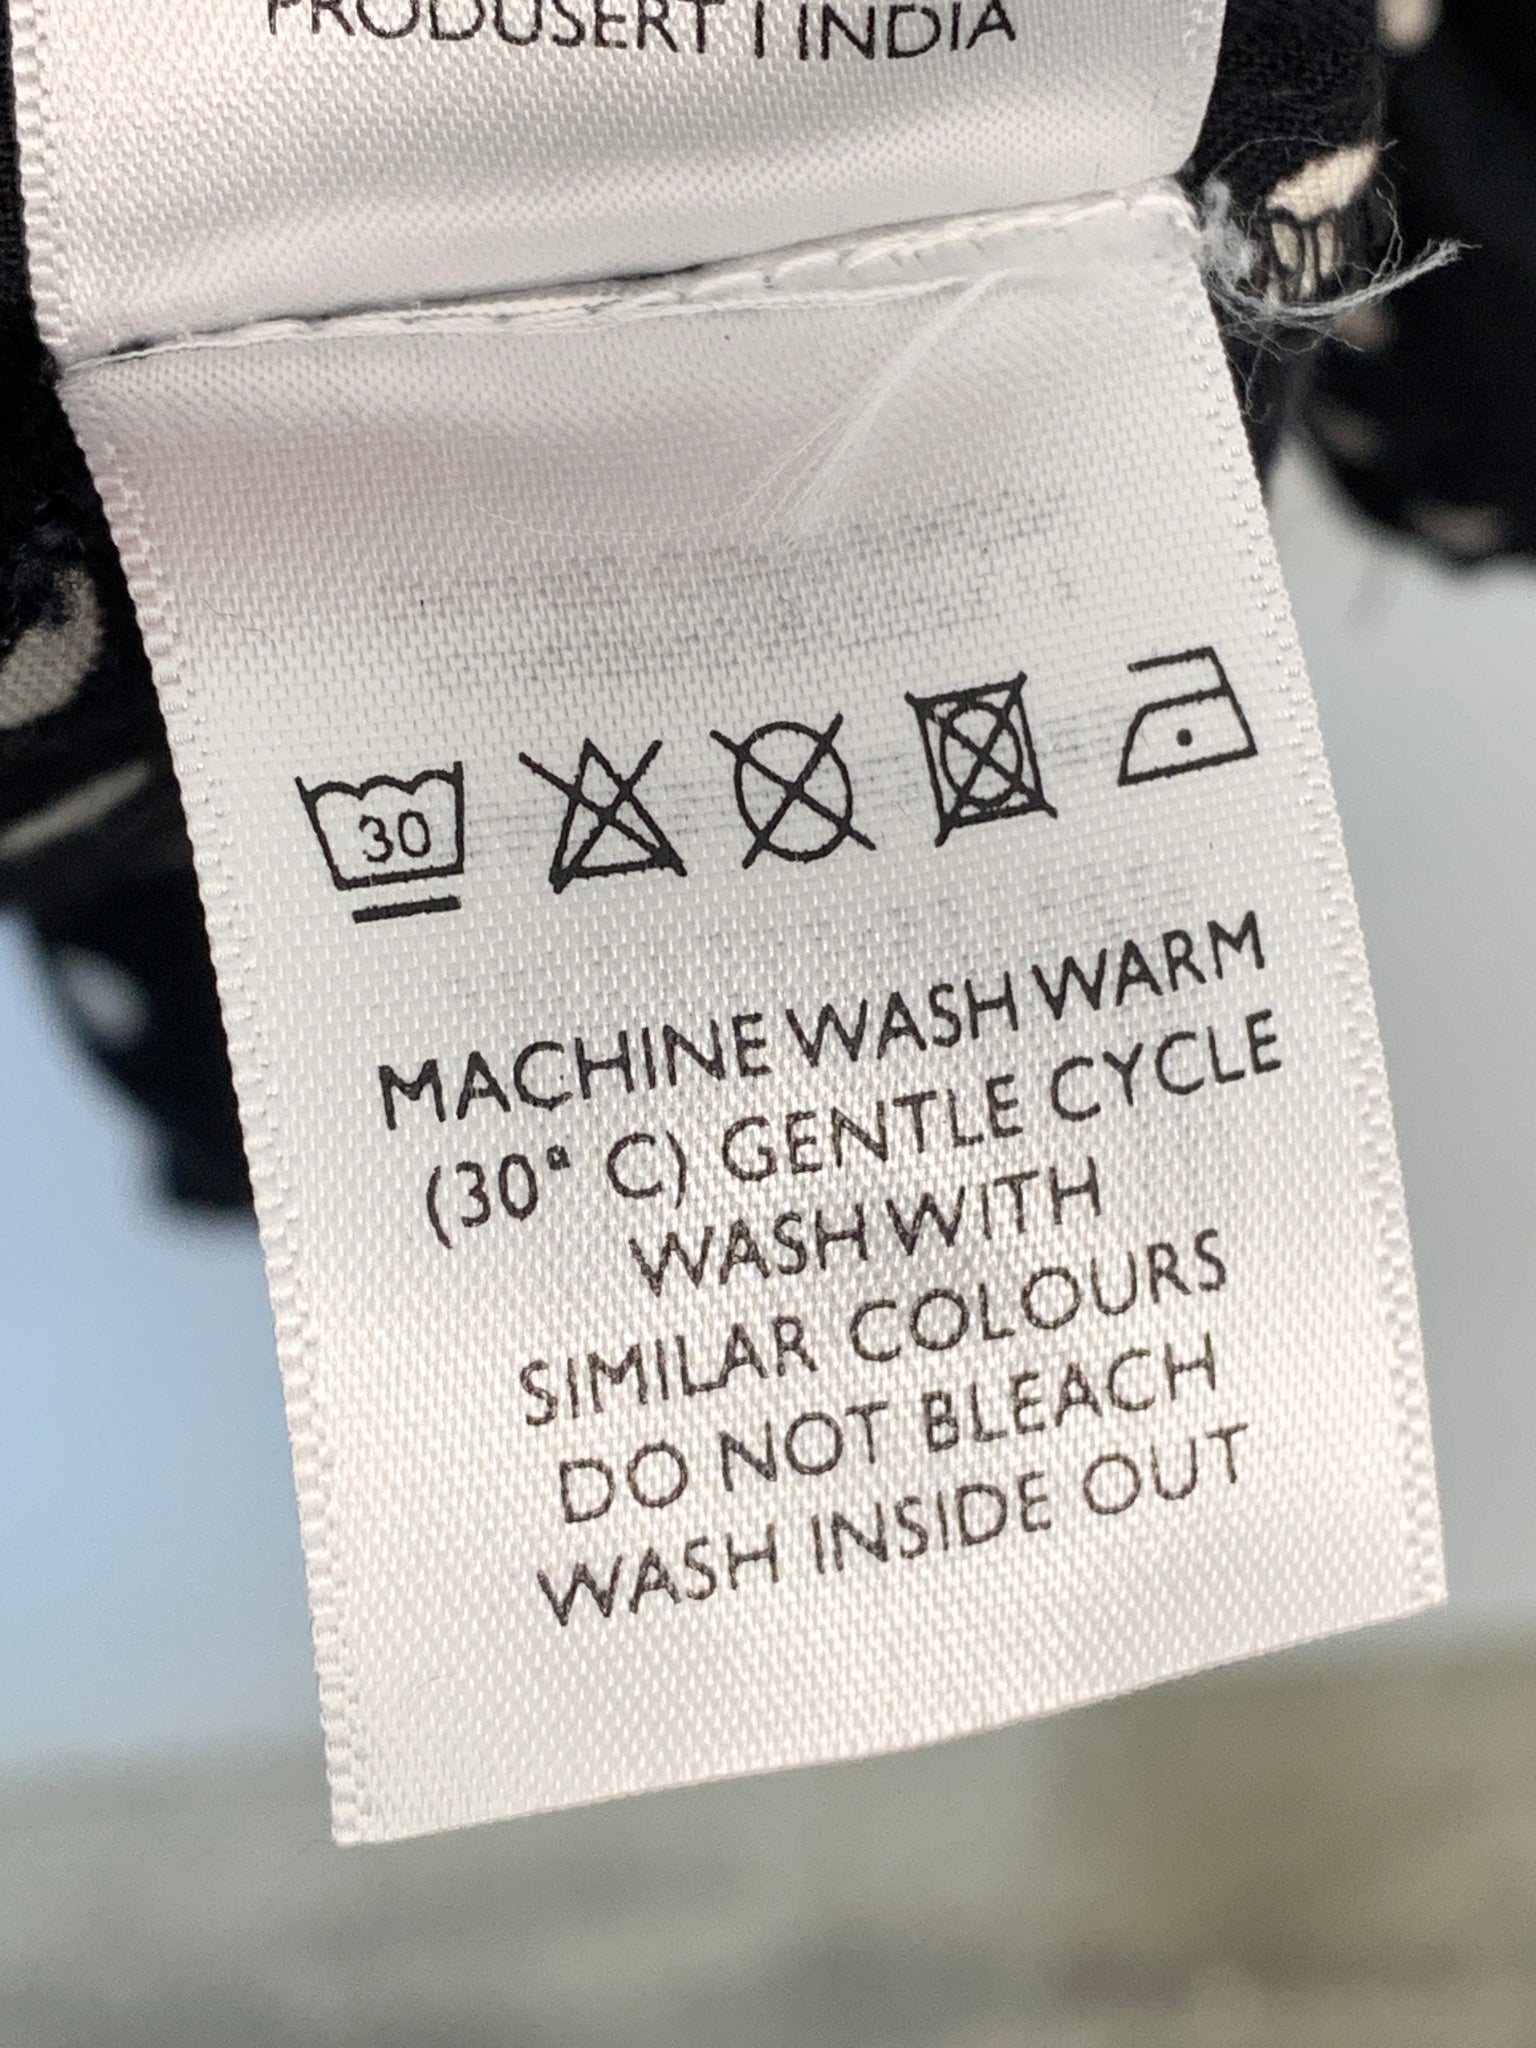 PRODUSERT I INDIA
30
MACHINE WASH WARM
(30° C) GENTLE CYCLE
WASH WITH
SIMILAR COLOURS
DO NOT BLEACH
WASH INSIDE OUT